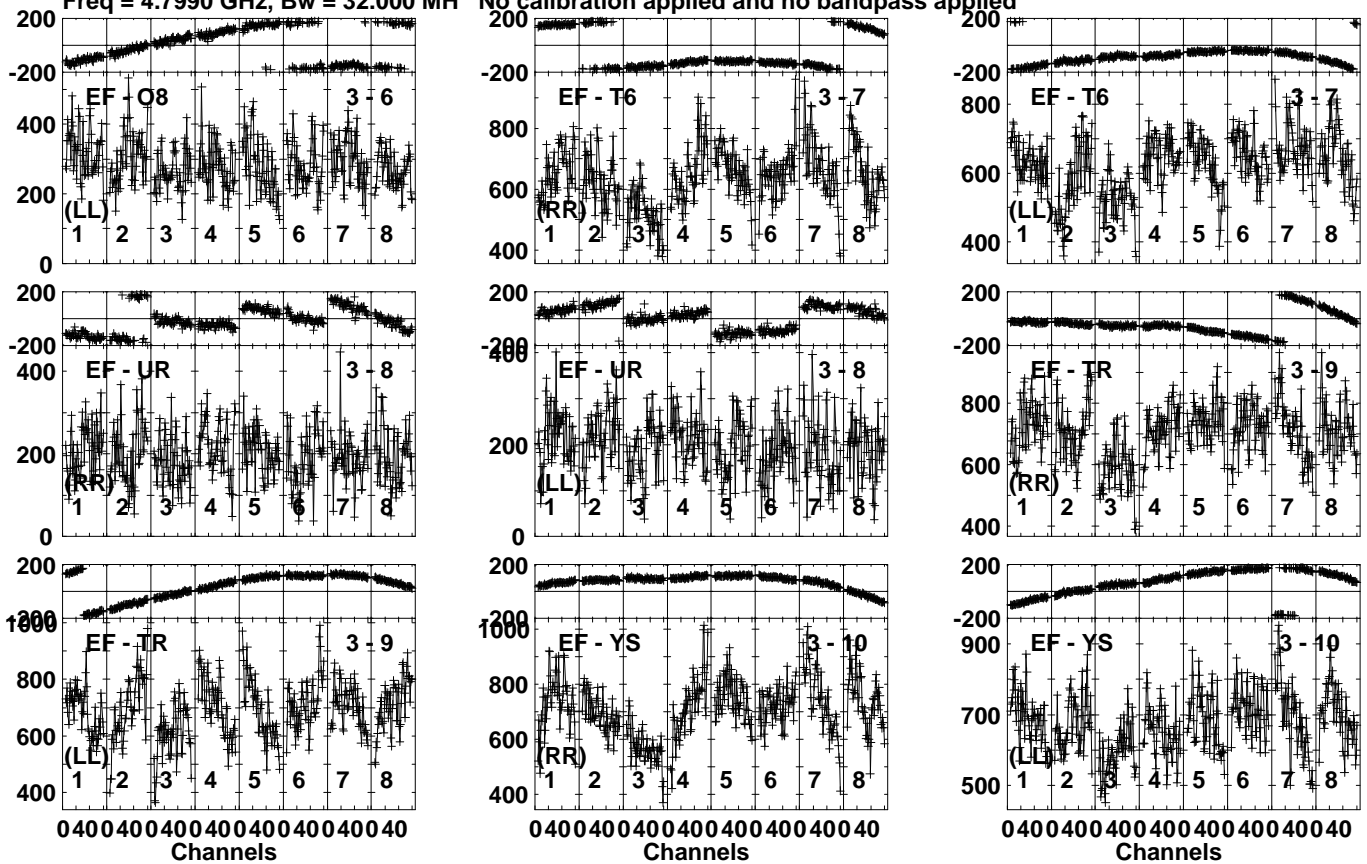 Freq = 4.7990 GHz, Bw = 32.000 MH No calibration applied and no bandpass applied
200 200 200
-200 -200 -200
EF - O8 3 - 6 EF - T6 3 - 7 EF - T6 3 - 7
400 800 800
200 600 600
(LL) (RR) (LL)
1 2 3 4 5 6 7 8 1 2 3 4 5 6 7 8 1 2 3 4 5 6 7 8
0 400 400
200 200 200
-200 -200 -200
400
EF - UR 3 - 8 EF - UR 3 - 8 EF - TR 3 - 9
400 800
200 200 600
(RR) (LL) (RR)
1 2 3 4 5 6 7 8 1 2 3 4 5 6 7 8 1 2 3 4 5 6 7 8
0 0 400
200 200 200
-200 -200 -200
1000 1000
EF - TR 3 - 9 EF - YS 3 - 10 EF - YS 3 - 10
800 800 900
600 600 700
(LL) (RR) (LL)
1 2 3 4 5 6 7 8 1 2 3 4 5 6 7 8 1 2 3 4 5 6 7 8
400 400 500
0 40 0 40 0 40 0 40 0 40 0 40 0 40 0 40 0 40 0 40 0 40 0 40 0 40 0 40 0 40 0 40 0 40 0 40 0 40 0 40 0 40 0 40 0 40 0 40
Channels Channels Channels